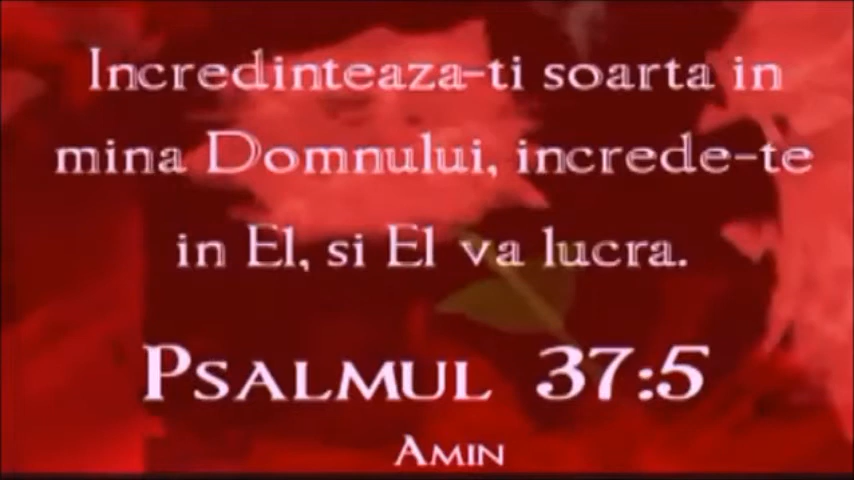 Incredinteaza-ti soarta in
mina Domnului, increde-te
in El, si El va lucra.
Psalmul 37:5
Amin